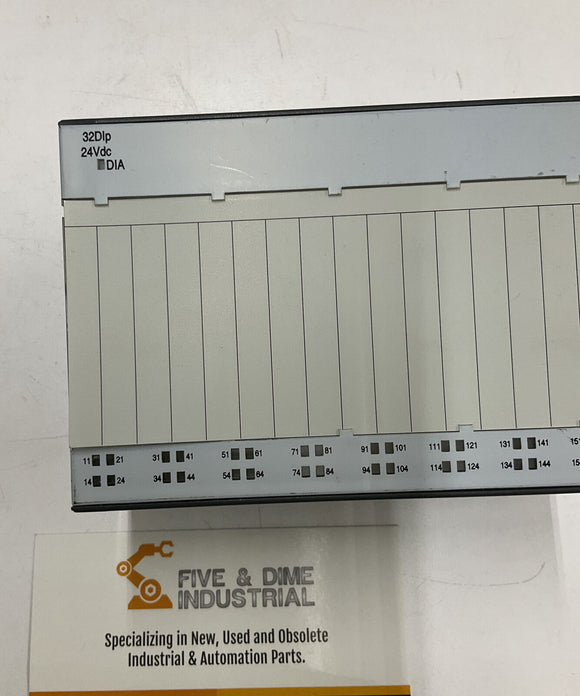 32DIp
24Vdc
DIA
11 21 31 41 51 61 71 81 91 101 111 121 131 141 151
14 24 34 44 54 64 74 84 94 104 114 124 134 144
FIVE & DIME
INDUSTRIAL
Specializing in New, Used and Obsolete
Industrial & Automation Parts.